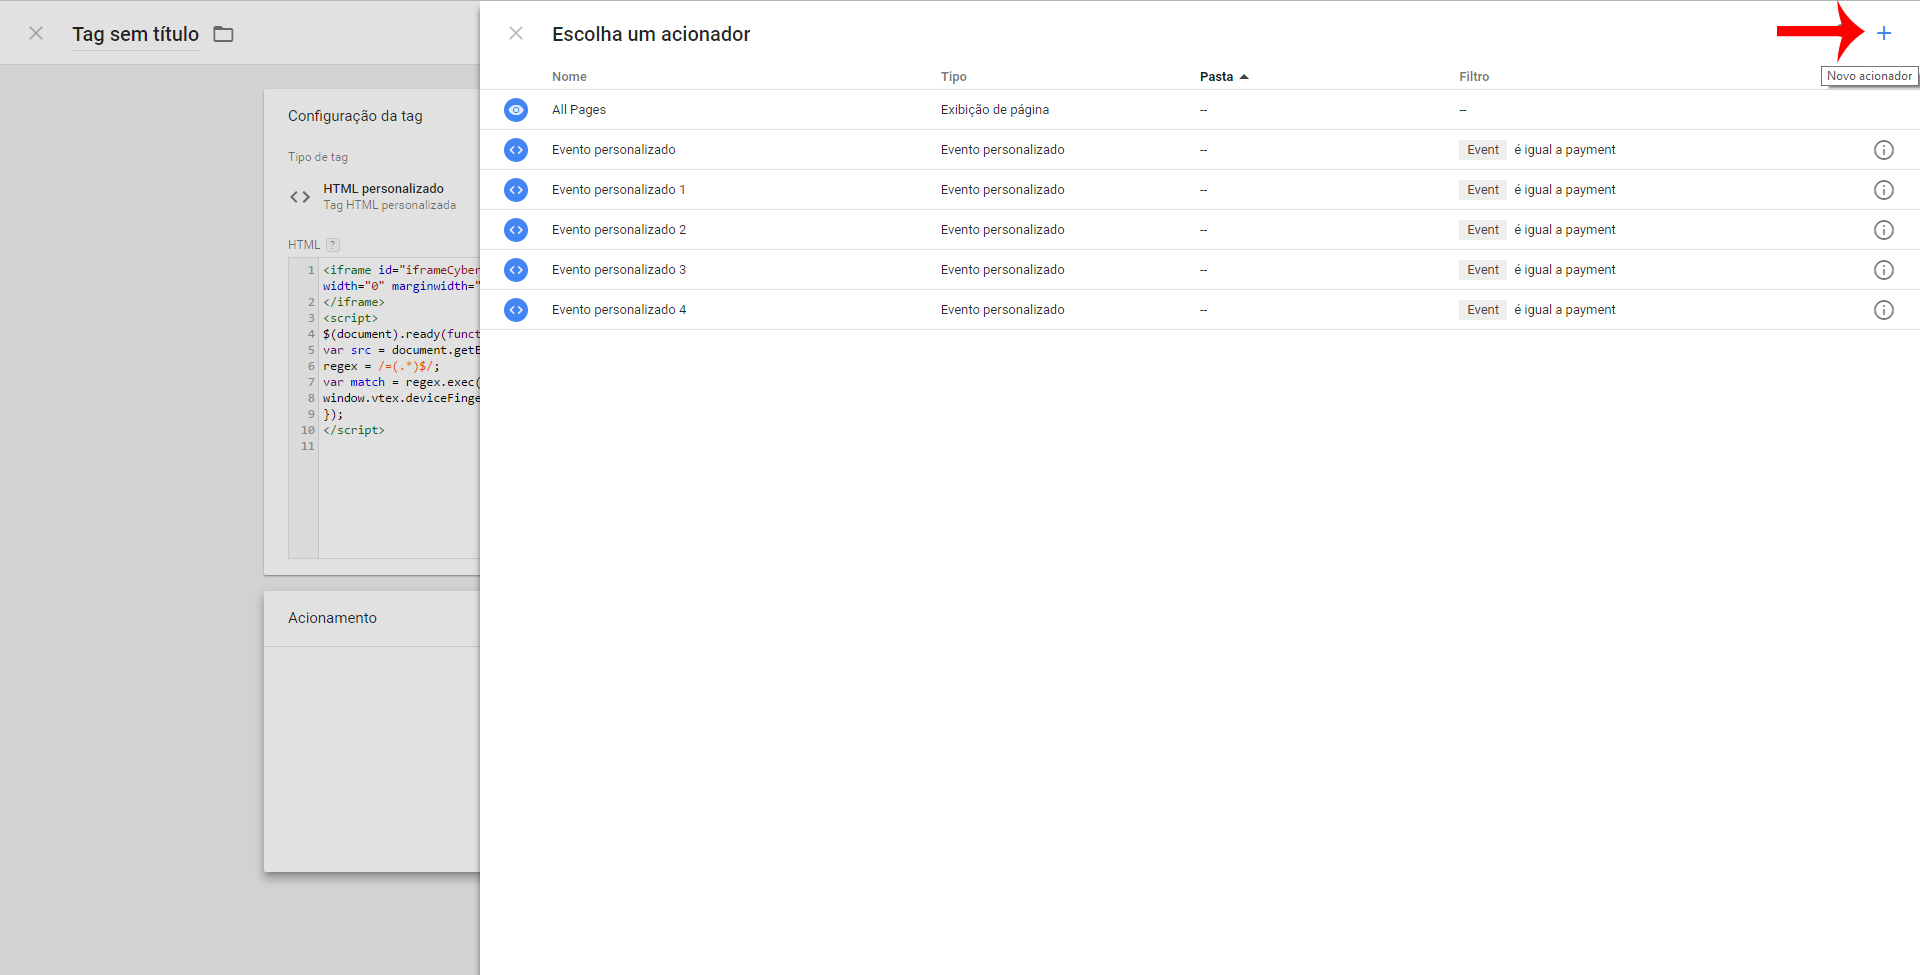 Tag sem título
Configuração da tag
Tipo de tag
HTML personalizado
Tag HTML personalizada
HTML ?
1 <iframe id="iframeCyber
width="0" marginwidth="
2 </iframe>
3 <script>
4 $(document).ready(funct
5 var src = document.getE
6 regex = /=(.*)$/;
7 var match = regex.exec(
8 window.vtex.deviceFinge
9 });
10 </script>
11
Acionamento
Escolha um acionador
Novo acionador
Nome Tipo Pasta Filtro
All Pages Exibição de página -- --
Evento personalizado Evento personalizado -- Event é igual a payment
Evento personalizado 1 Evento personalizado -- Event é igual a payment
Evento personalizado 2 Evento personalizado -- Event é igual a payment
Evento personalizado 3 Evento personalizado -- Event é igual a payment
Evento personalizado 4 Evento personalizado -- Event é igual a payment